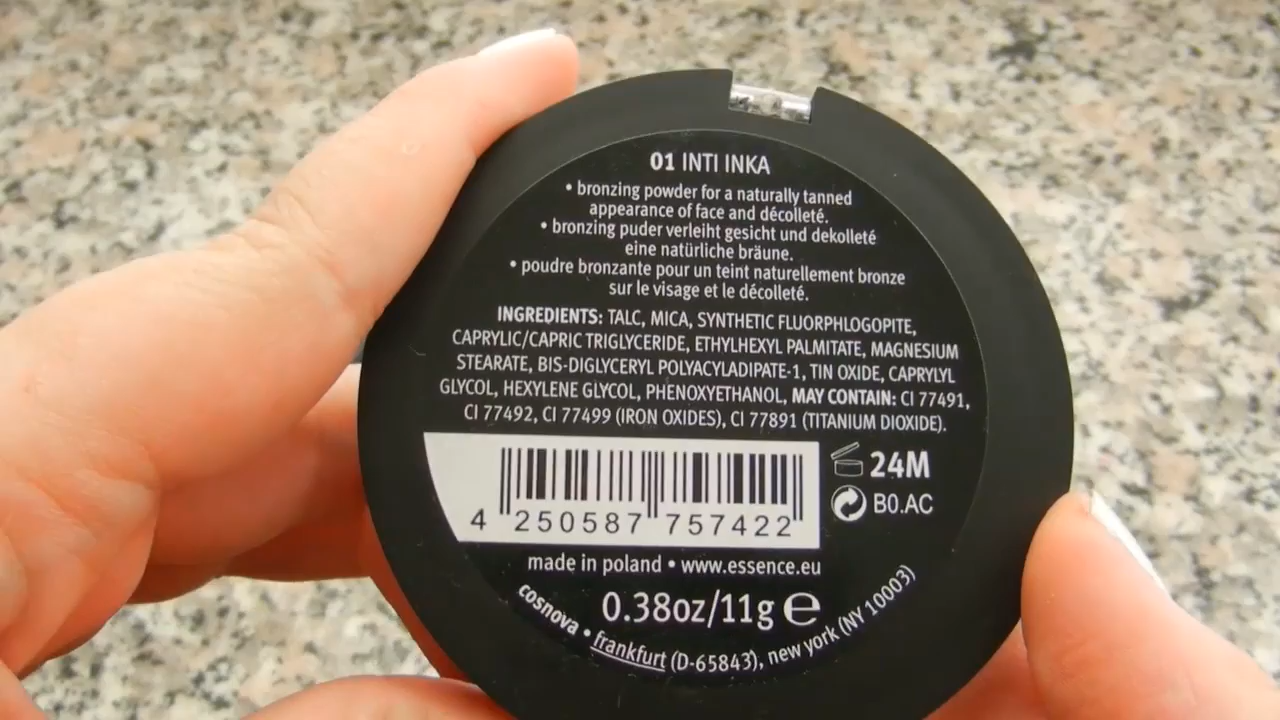 01 INTI INKA
• bronzing powder for a naturally tanned
appearance of face and décolleté.
• bronzing puder verleiht gesicht und dekolleté
eine natürliche bräune.
• poudre bronzante pour un teint naturellement bronze
sur le visage et le décolleté.
INGREDIENTS: TALC, MICA, SYNTHETIC FLUORPHLOGOPITE,
CAPRYLIC/CAPRIC TRIGLYCERIDE, ETHYLHEXYL PALMITATE, MAGNESIUM
STEARATE, BIS-DIGLYCERYL POLYACYLADIPATE-1, TIN OXIDE, CAPRYLYL
GLYCOL, HEXYLENE GLYCOL, PHENOXYETHANOL, MAY CONTAIN: CI 77491,
CI 77492, CI 77499 (IRON OXIDES), CI 77891 (TITANIUM DIOXIDE).
24M
B0.AC
4 250587 757422
made in poland • www.essence.eu
0.38oz/11g ℮
cosnova • frankfurt (D-65843), new york (NY 10003)